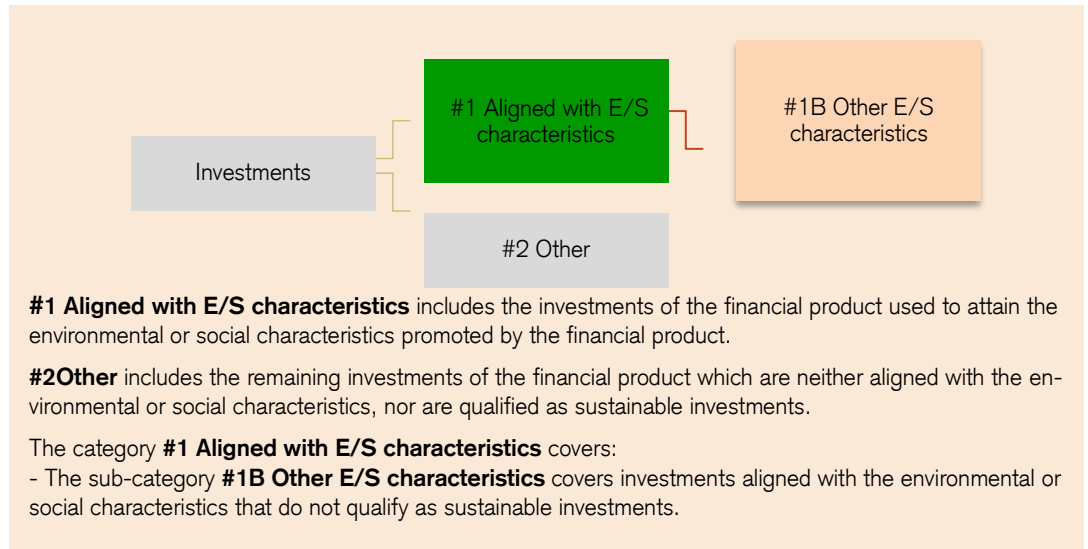 #1 Aligned with E/S
characteristics
#1B Other E/S
characteristics
Investments
#2 Other
#1 Aligned with E/S characteristics includes the investments of the financial product used to attain the
environmental or social characteristics promoted by the financial product.
#2Other includes the remaining investments of the financial product which are neither aligned with the en-
vironmental or social characteristics, nor are qualified as sustainable investments.
The category #1 Aligned with E/S characteristics covers:
- The sub-category #1B Other E/S characteristics covers investments aligned with the environmental or
social characteristics that do not qualify as sustainable investments.